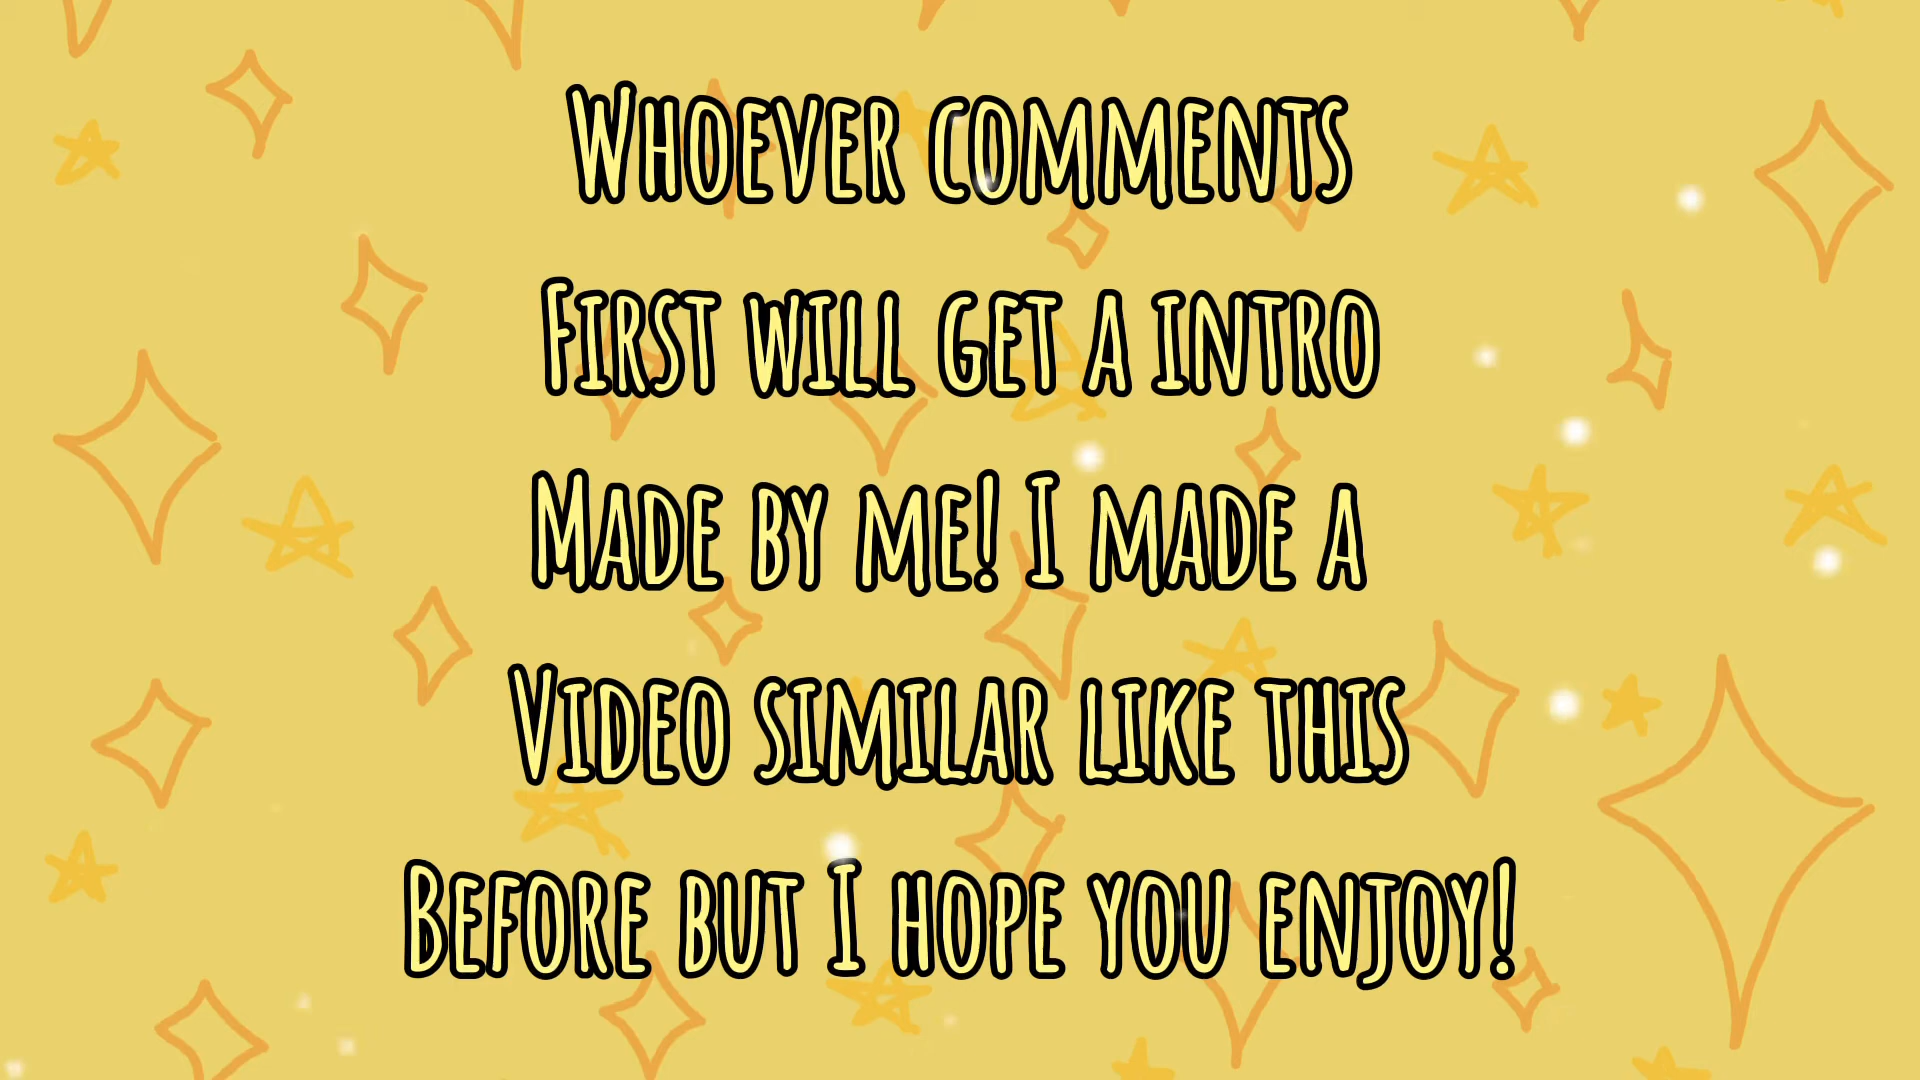 Whoever comments
First will get a intro
Made by me! I made a
Video similar like this
Before but I hope you enjoy!